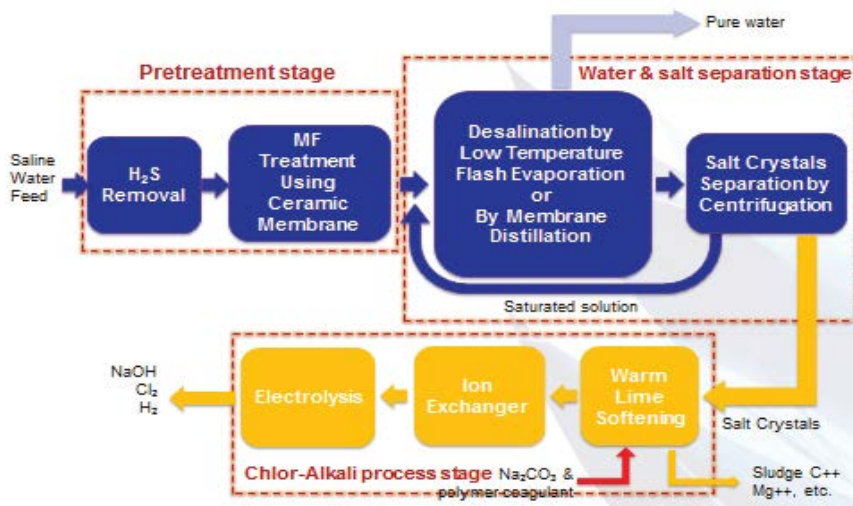 Pure water
Pretreatment stage
Water & salt separation stage
Saline
Water
Feed
H₂S
Removal
MF
Treatment
Using
Ceramic
Membrane
Desalination by
Low Temperature
Flash Evaporation
or
By Membrane
Distillation
Salt Crystals
Separation by
Centrifugation
Saturated solution
NaOH
Cl₂
H₂
Electrolysis
Ion
Exchanger
Warm
Lime
Softening
Salt Crystals
Chlor-Alkali process stage
Na₂CO₃ &
polymer coagulant
Sludge C++
Mg++, etc.